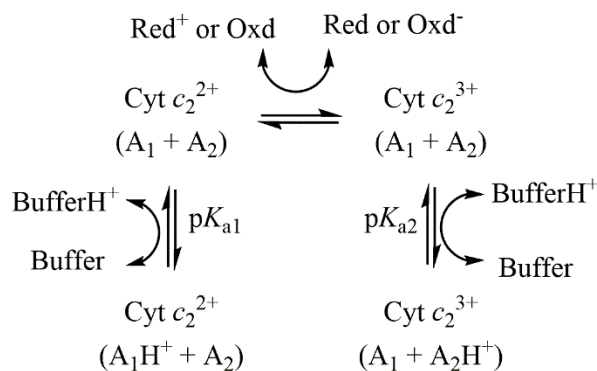 Red⁺ or Oxd Red or Oxd⁻
Cyt c₂²⁺ Cyt c₂³⁺
(A₁ + A₂) (A₁ + A₂)
BufferH⁺ pKₐ₁ Buffer
pKₐ₂ BufferH⁺ Buffer
Cyt c₂²⁺ Cyt c₂³⁺
(A₁H⁺ + A₂) (A₁ + A₂H⁺)